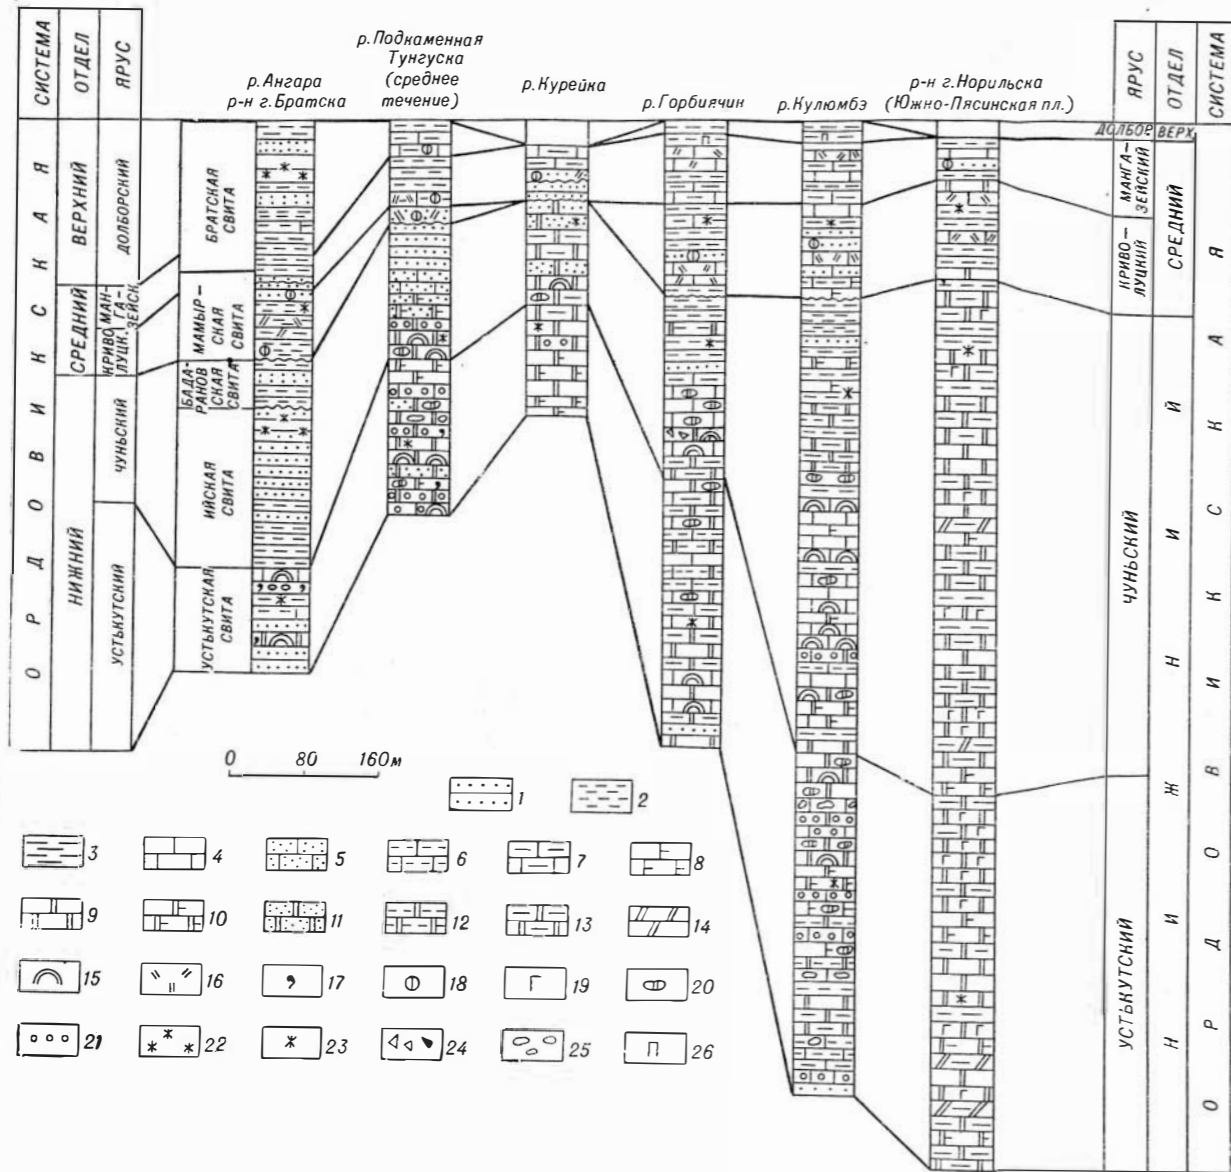 СИСТЕМА
ОТДЕЛ
ЯРУС
р. Ангара
р-н г. Братска
р. Подкаменная
Тунгуска
(среднее
течение)
р. Курейка
р. Горбиячин
р. Кулюмбэ
р-н г. Норильска
(Южно-Пясинская пл.)
ЯРУС
ОТДЕЛ
СИСТЕМА
ОРДОВИКСКАЯ
ВЕРХНИЙ
СРЕДНИЙ
НИЖНИЙ
ДОЛБОРСКИЙ
МАН-
ГА-
ЗЕЙСК
КРИВО
ЛУЦК.
ЧУНЬСКИЙ
УСТЬКУТСКИЙ
БРАТСКАЯ
СВИТА
МАМЫР-
СКАЯ
СВИТА
БАДА-
РАНОВ
СКАЯ
СВИТА
ИЙСКАЯ
СВИТА
УСТЬКУТСКАЯ
СВИТА
ДОЛБОР
ВЕРХ.
МАНГА-
ЗЕЙСКИЙ
КРИВО-
ЛУЦКИЙ
ЧУНЬСКИЙ
УСТЬКУТСКИЙ
СРЕДНИЙ
НИЖНИЙ
ОРДОВИКСКАЯ
0 80 160 м
1 2
3 4 5 6 7 8
9 10 11 12 13 14
15 16 17 18 19 20
21 22 23 24 25 26